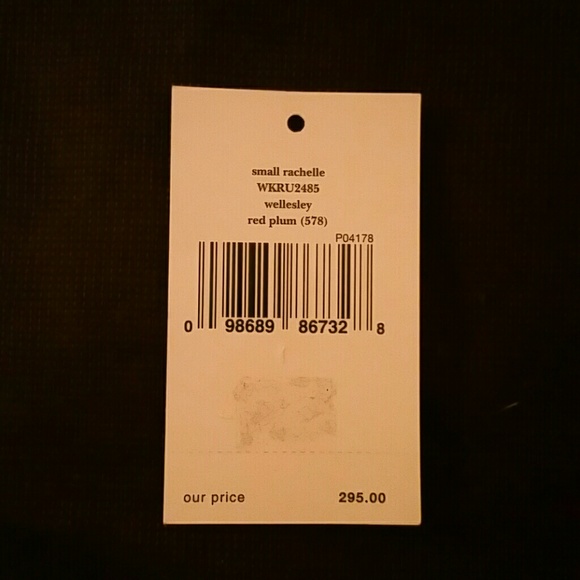 small rachelle
WKRU2485
wellesley
red plum (578)
P04178
0 98689 86732 8
our price 295.00